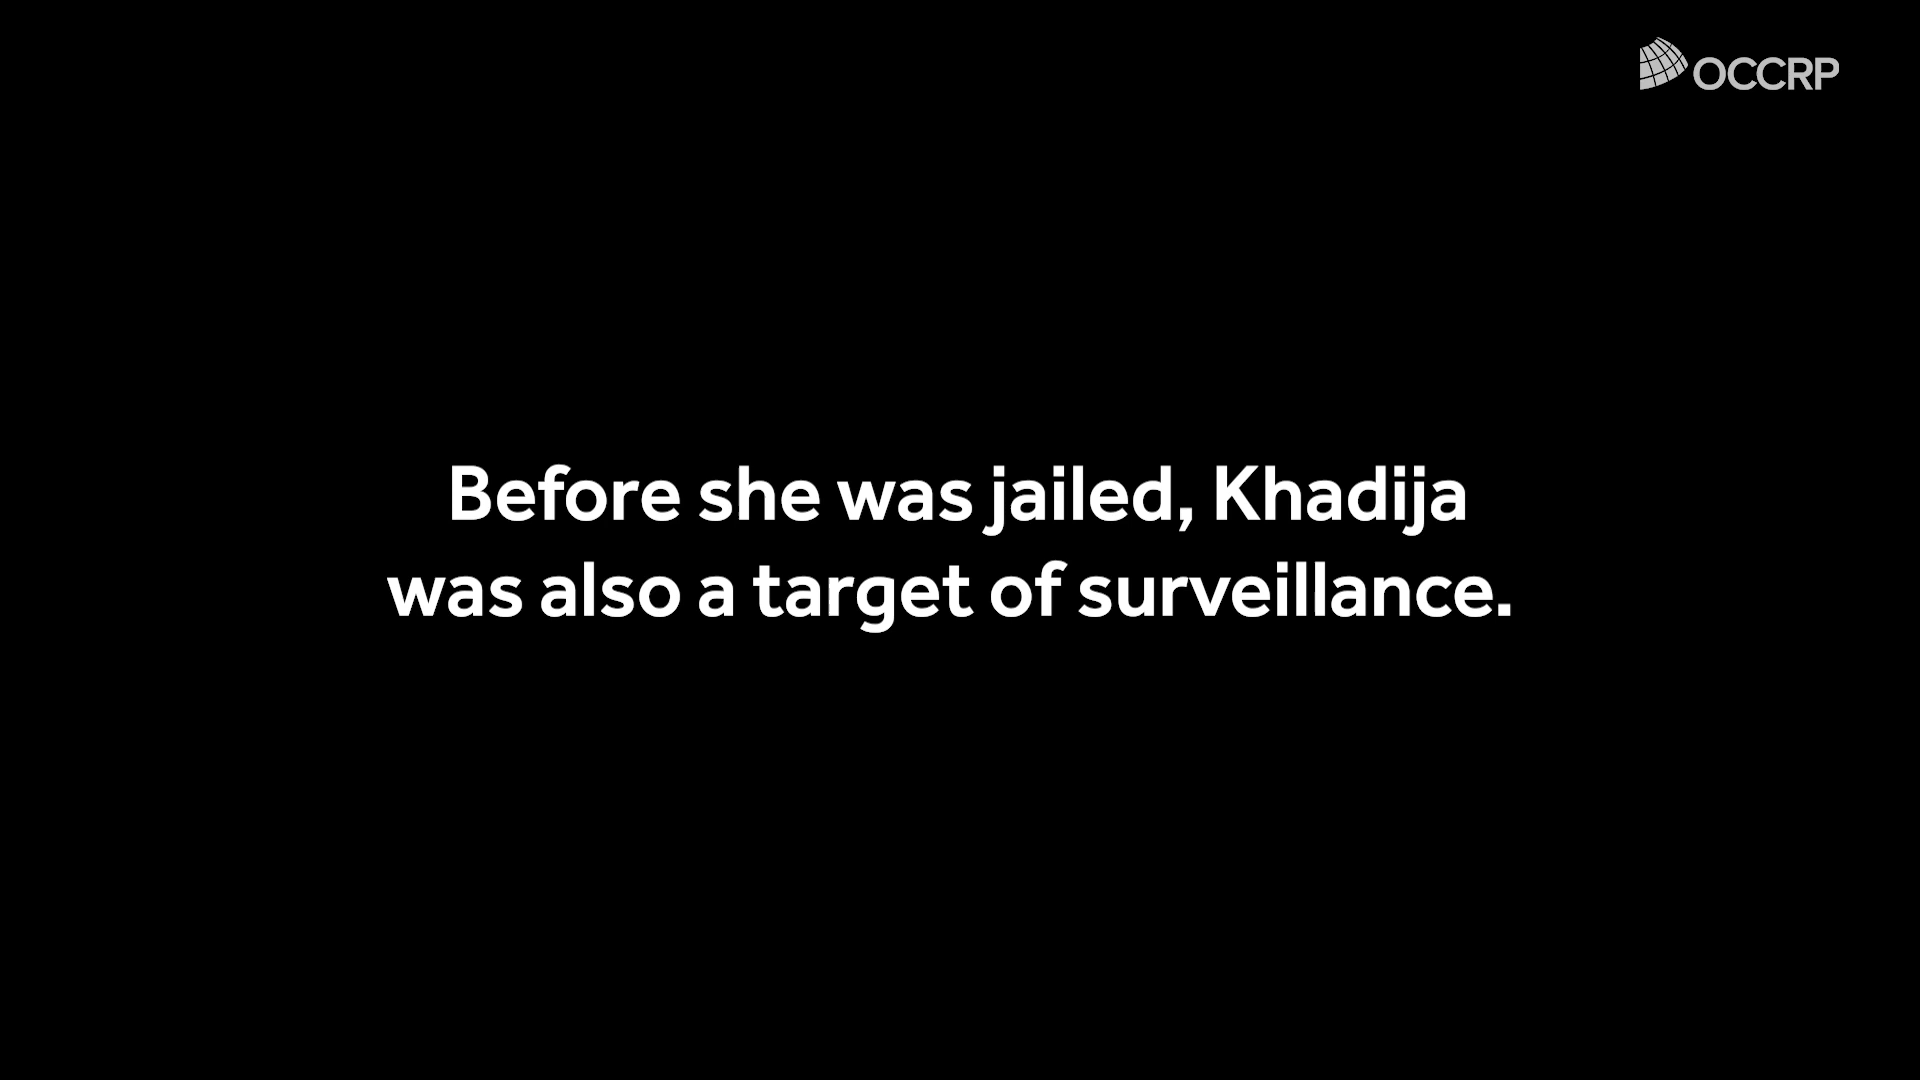 OCCRP
Before she was jailed, Khadija
was also a target of surveillance.